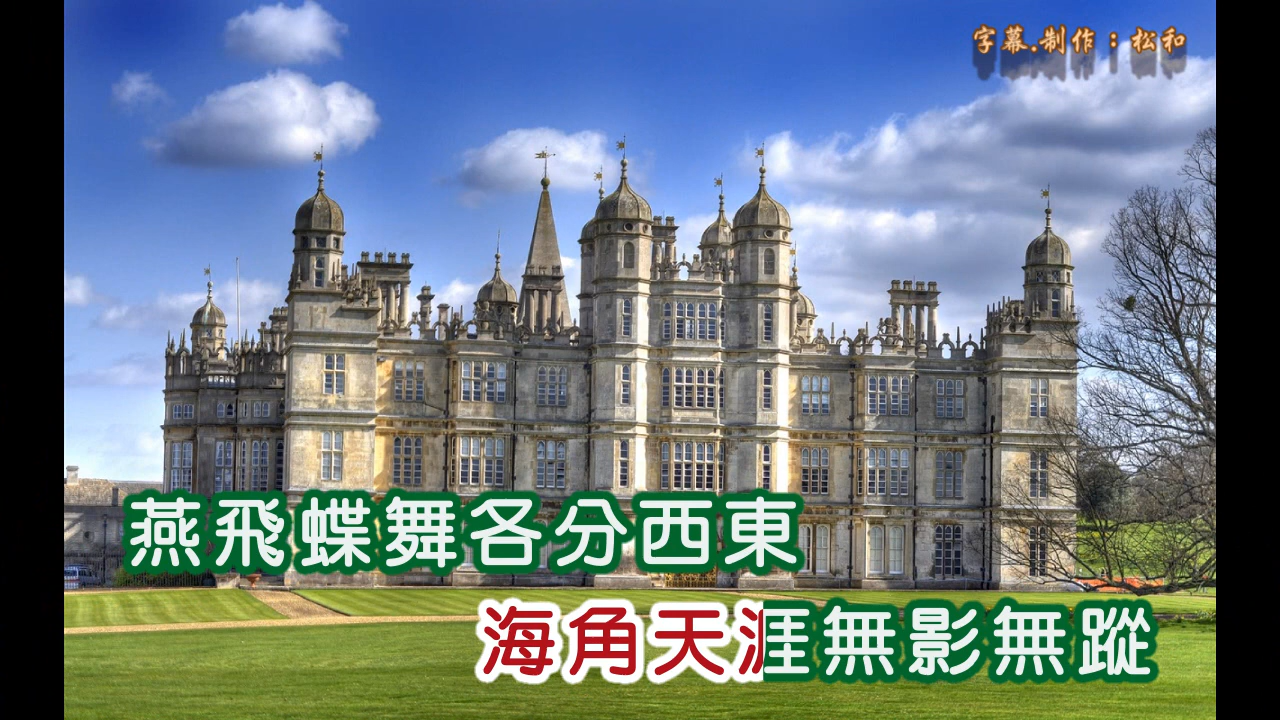 字幕.制作：松和
燕飛蝶舞各分西東
海角天涯無影無蹤